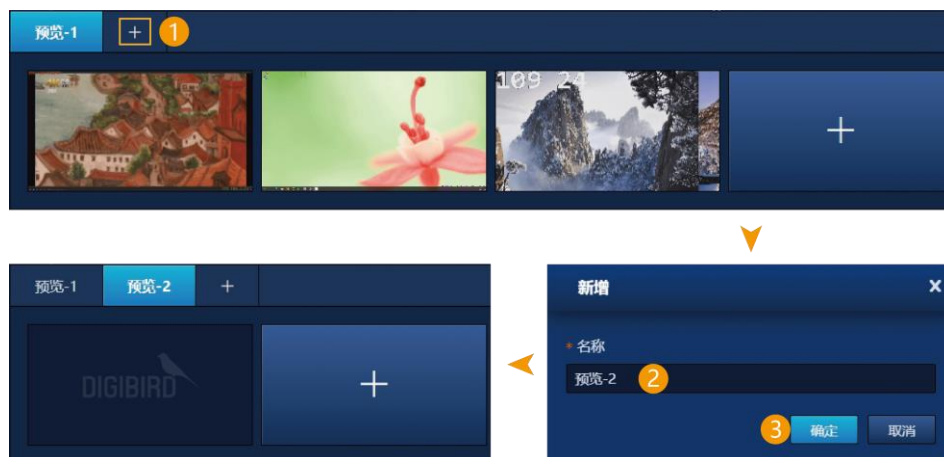 预览-1 + 1
109 24
+
预览-1 预览-2 +
DIGIBIRD
+
新增 X
* 名称
预览-2 2
3 确定 取消